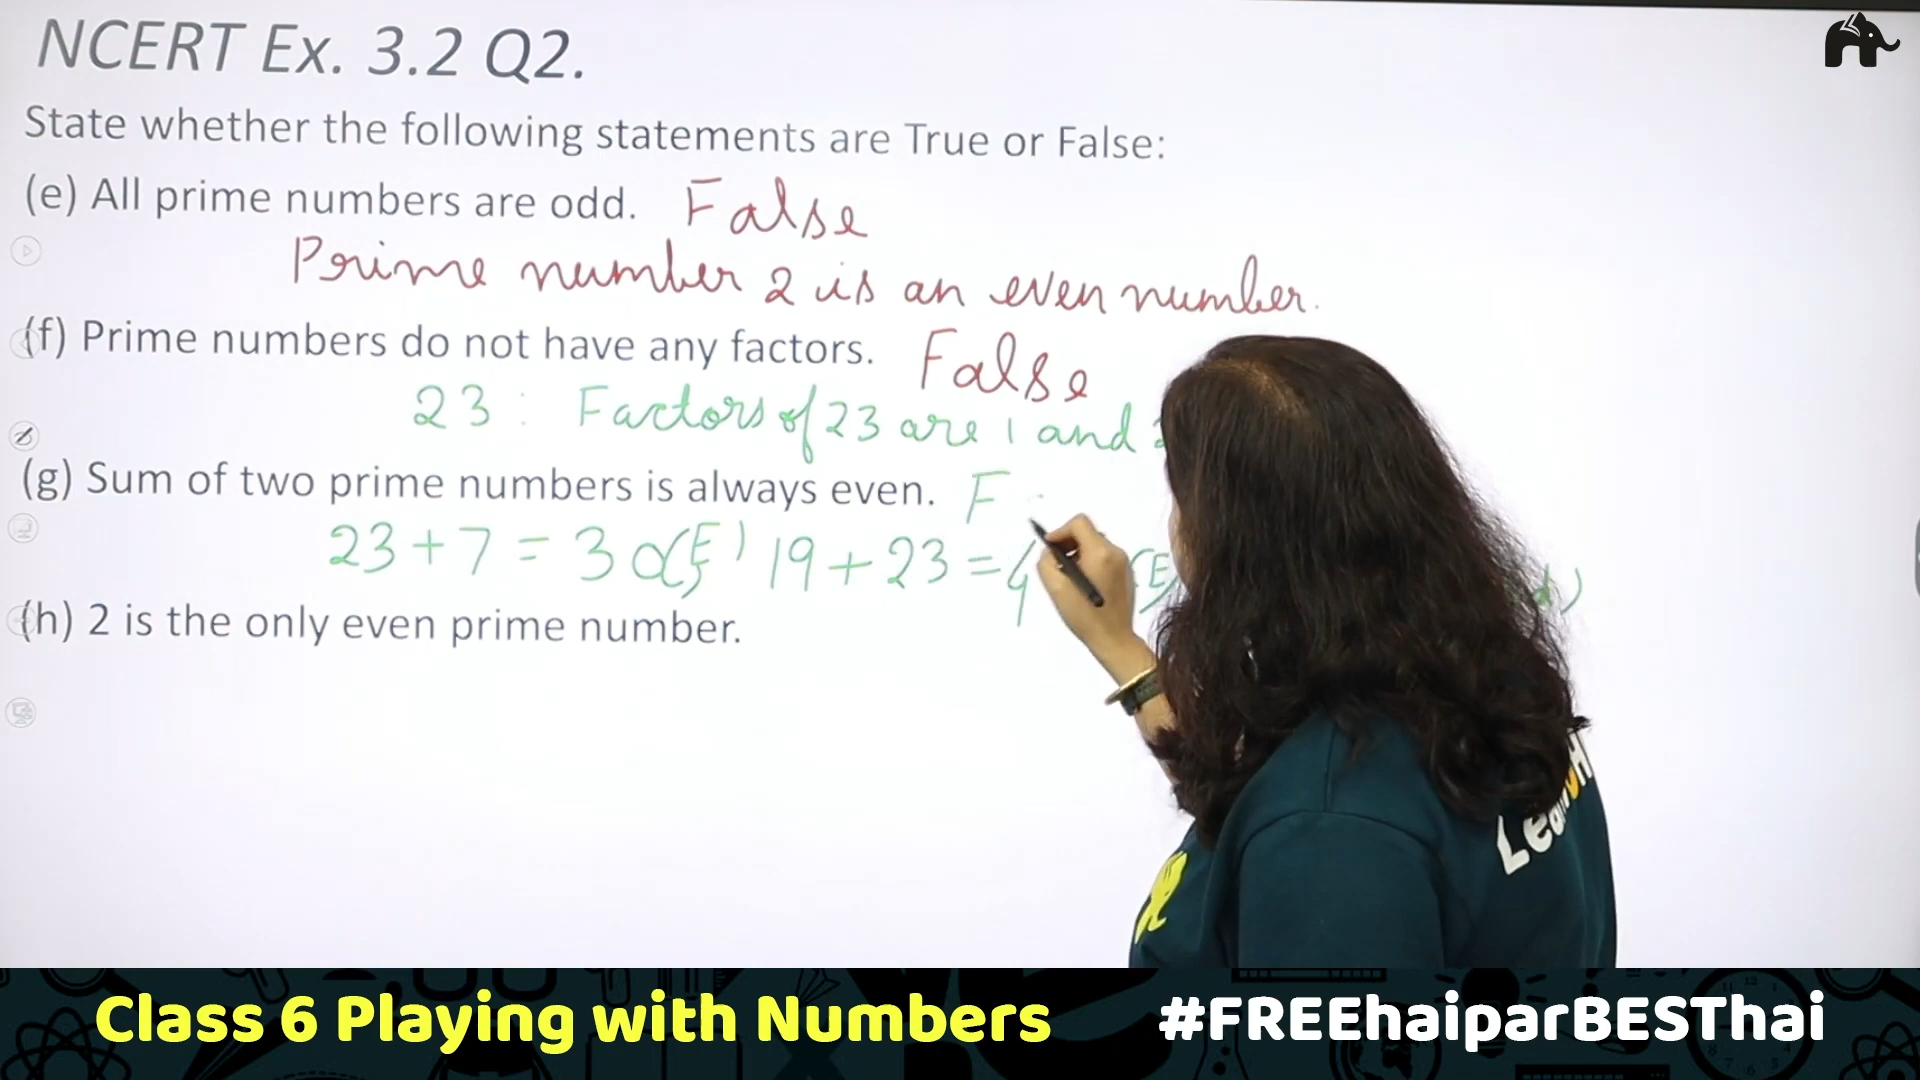 NCERT Ex. 3.2 Q2.
State whether the following statements are True or False:
(e) All prime numbers are odd. False
Prime number 2 is an even number.
(f) Prime numbers do not have any factors. False
23 : Factors of 23 are 1 and
(g) Sum of two prime numbers is always even. F
23 + 7 = 30 (E) 19 + 23 = 4 (E)
(h) 2 is the only even prime number.
Class 6 Playing with Numbers #FREEhaiparBESThai